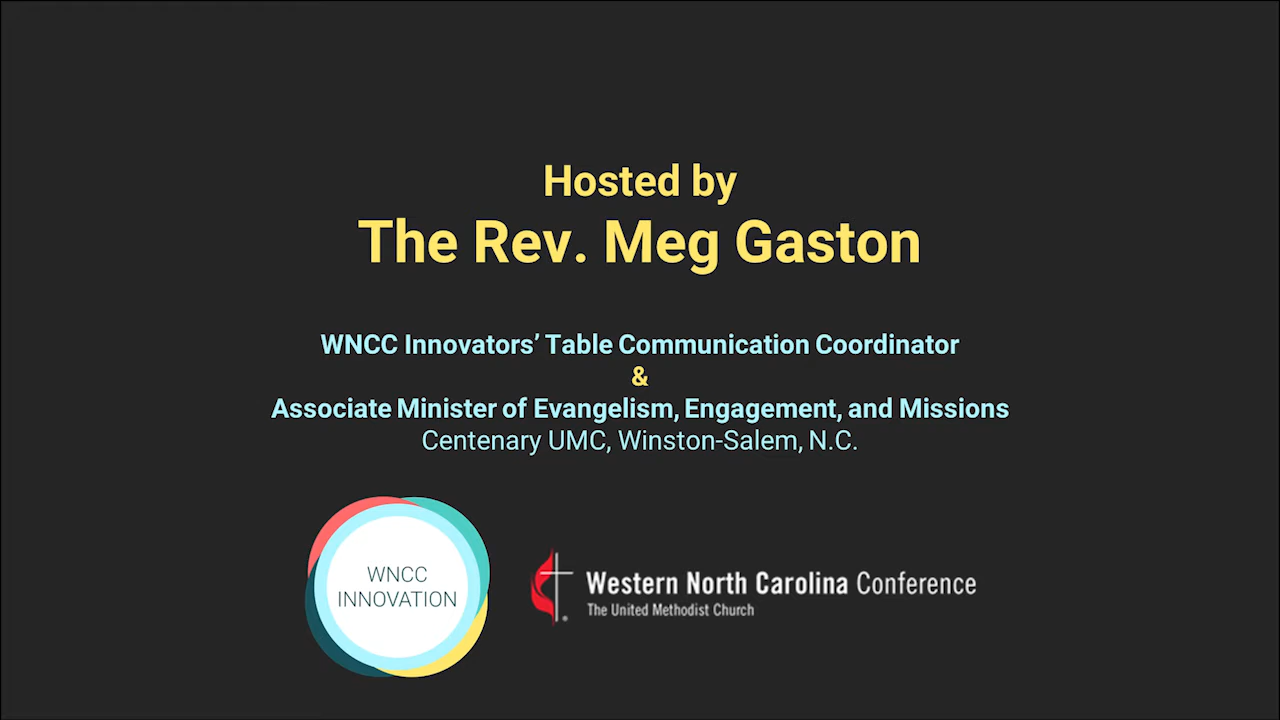 Hosted by
The Rev. Meg Gaston
WNCC Innovators’ Table Communication Coordinator
&
Associate Minister of Evangelism, Engagement, and Missions
Centenary UMC, Winston-Salem, N.C.
WNCC
INNOVATION
Western North Carolina Conference
The United Methodist Church
®